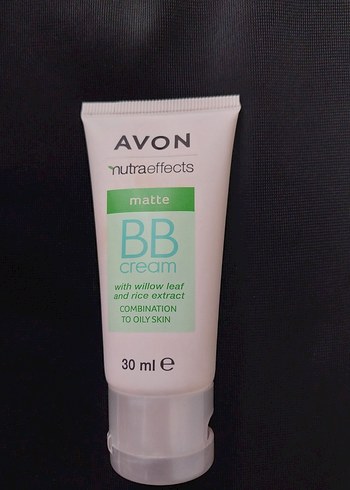 AVON
nutraeffects
matte
BB
cream
with willow leaf
and rice extract
COMBINATION
TO OILY SKIN
30 ml ℮